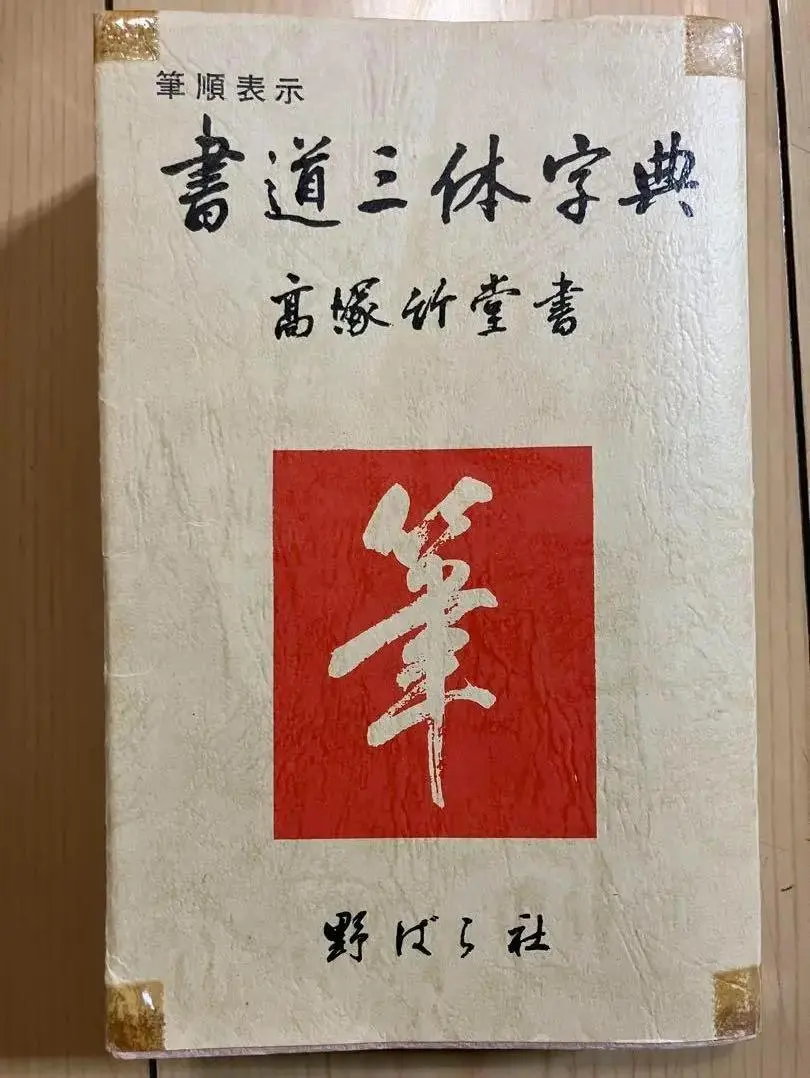 筆順表示
書道三体字典
高塚竹堂書
筆
野ばら社